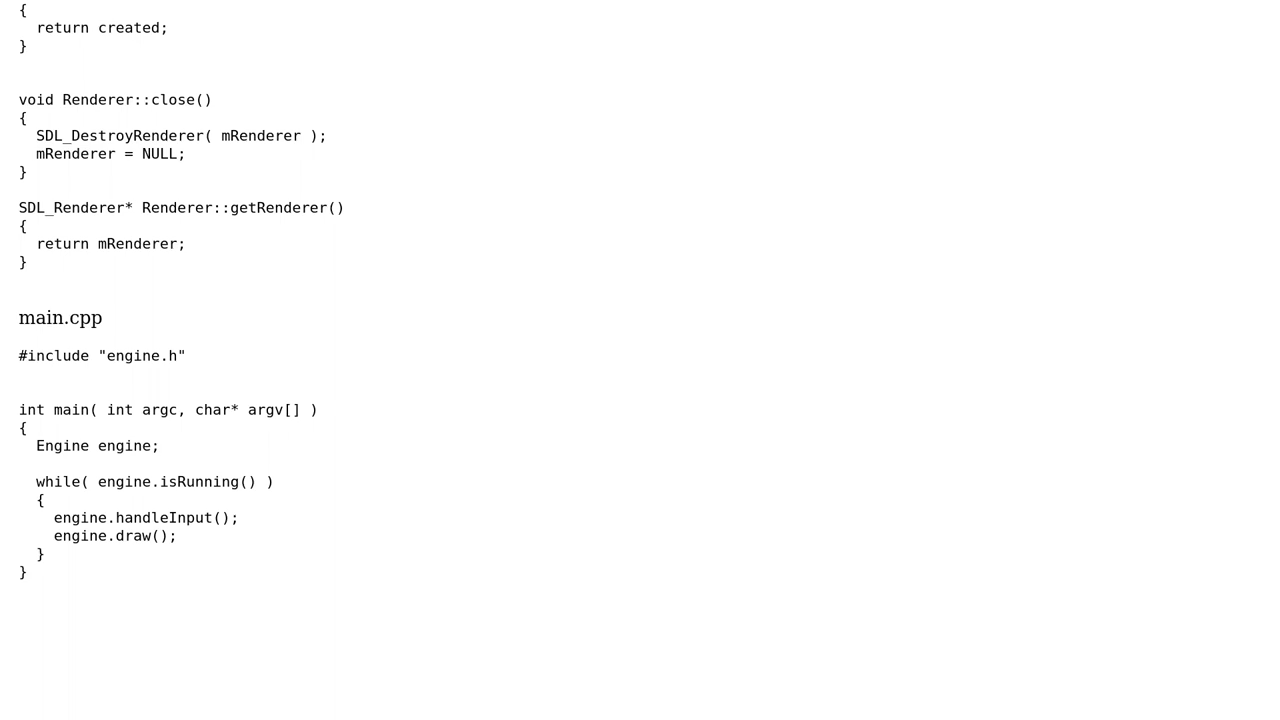 {
  return created;
}
void Renderer::close()
{
  SDL_DestroyRenderer( mRenderer );
  mRenderer = NULL;
}
SDL_Renderer* Renderer::getRenderer()
{
  return mRenderer;
}
main.cpp
#include "engine.h"
int main( int argc, char* argv[] )
{
  Engine engine;
  while( engine.isRunning() )
  {
    engine.handleInput();
    engine.draw();
  }
}